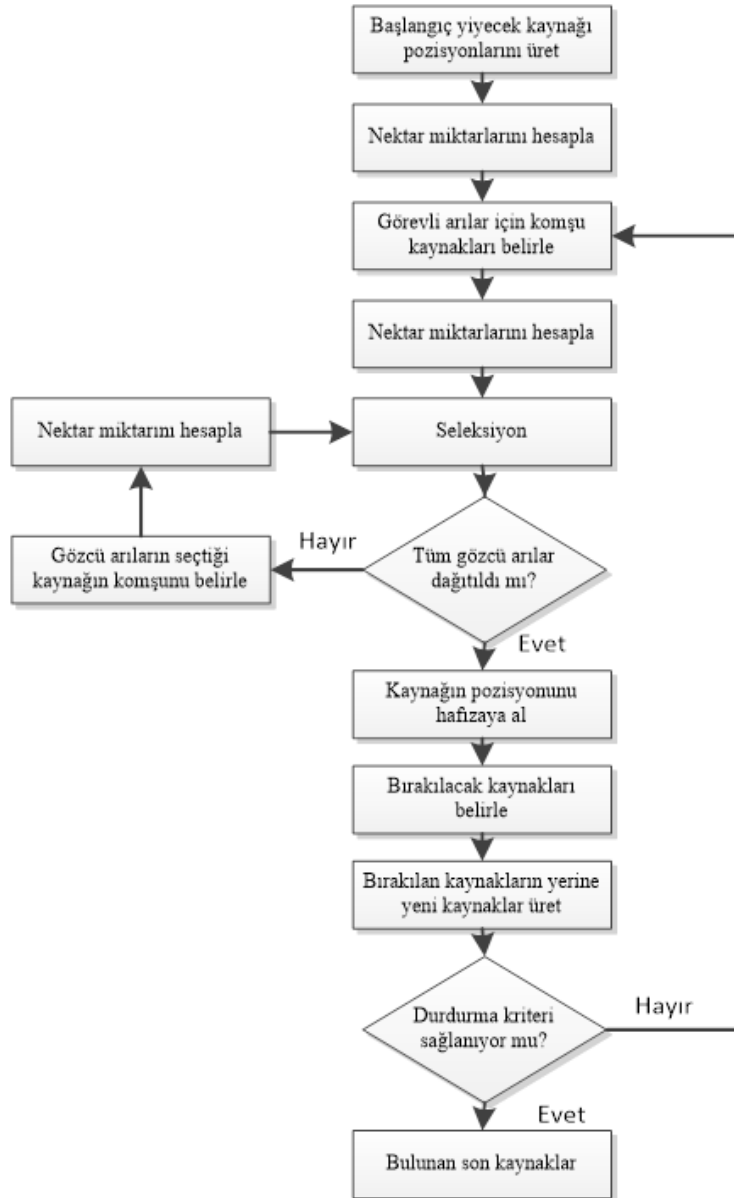 Başlangıç yiyecek kaynağı
pozisyonlarını üret
Nektar miktarlarını hesapla
Görevli arılar için komşu
kaynakları belirle
Nektar miktarlarını hesapla
Nektar miktarını hesapla
Seleksiyon
Hayır
Gözcü arıların seçtiği
kaynağın komşunu belirle
Tüm gözcü arılar
dağıtıldı mı?
Evet
Kaynağın pozisyonunu
hafızaya al
Bırakılacak kaynakları
belirle
Bırakılan kaynakların yerine
yeni kaynaklar üret
Durdurma kriteri
sağlanıyor mu?
Hayır
Evet
Bulunan son kaynaklar